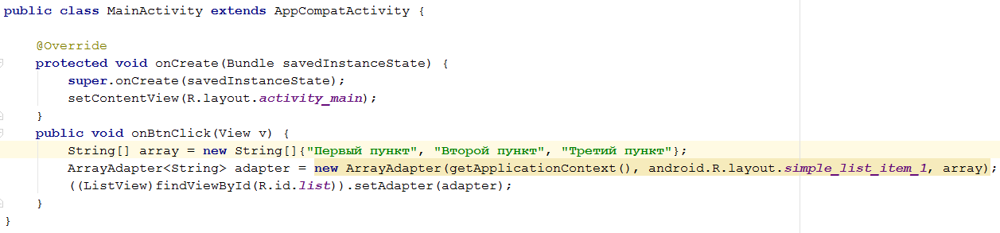 public class MainActivity extends AppCompatActivity {
@Override
protected void onCreate(Bundle savedInstanceState) {
super.onCreate(savedInstanceState);
setContentView(R.layout.activity_main);
}
public void onBtnClick(View v) {
String[] array = new String[]{"Первый пункт", "Второй пункт", "Третий пункт"};
ArrayAdapter<String> adapter = new ArrayAdapter(getApplicationContext(), android.R.layout.simple_list_item_1, array);
((ListView)findViewById(R.id.list)).setAdapter(adapter);
}
}